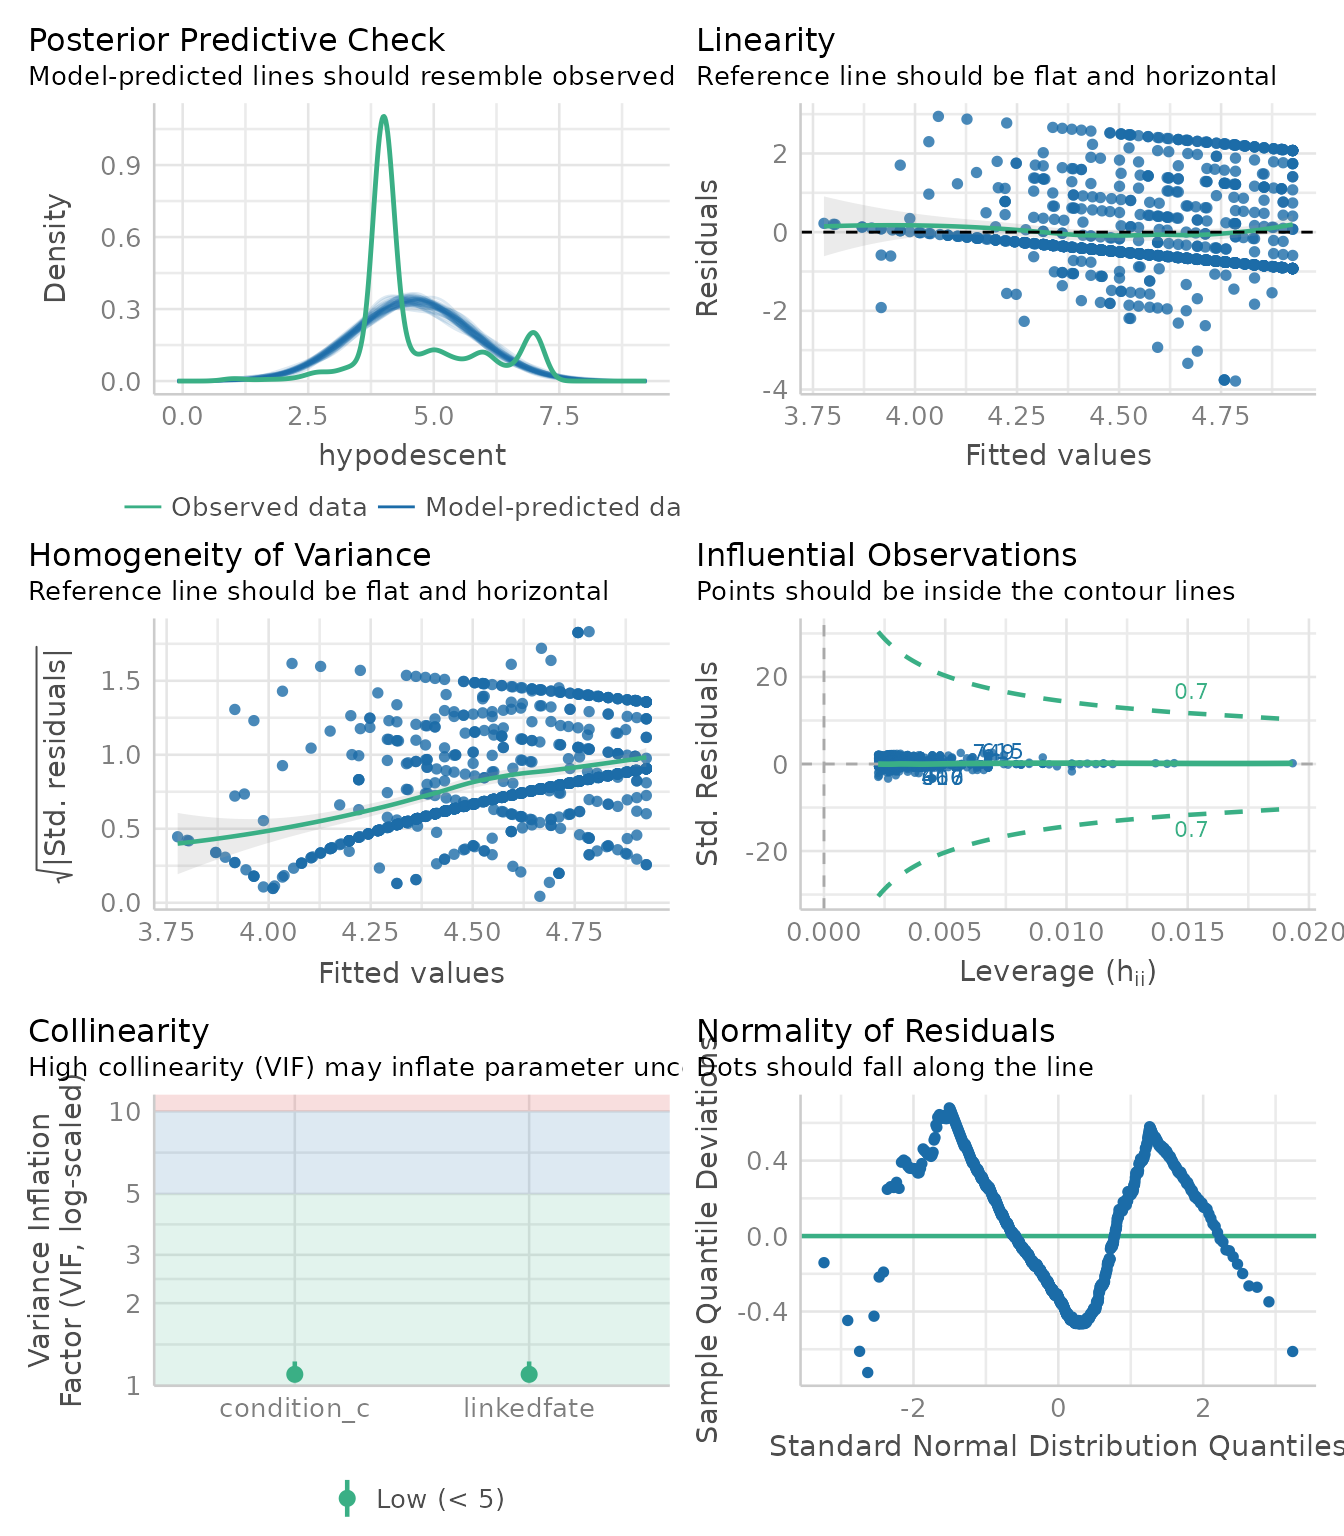 Posterior Predictive Check
Model-predicted lines should resemble observed
0.9
0.6
0.3
0.0
Density
0.0 2.5 5.0 7.5
hypodescent
Observed data Model-predicted da
Linearity
Reference line should be flat and horizontal
2
0
-2
-4
Residuals
3.75 4.00 4.25 4.50 4.75
Fitted values
Homogeneity of Variance
Reference line should be flat and horizontal
1.5
1.0
0.5
0.0
√|Std. residuals|
3.75 4.00 4.25 4.50 4.75
Fitted values
Influential Observations
Points should be inside the contour lines
20
0
-20
Std. Residuals
0.7
0.7
0.000 0.005 0.010 0.015 0.020
Leverage (hii)
Collinearity
High collinearity (VIF) may inflate parameter unc
10
5
3
2
1
Variance Inflation
Factor (VIF, log-scaled)
condition_c linkedfate
Low (< 5)
Normality of Residuals
Dots should fall along the line
0.4
0.0
-0.4
Sample Quantile Deviations
-2 0 2
Standard Normal Distribution Quantiles